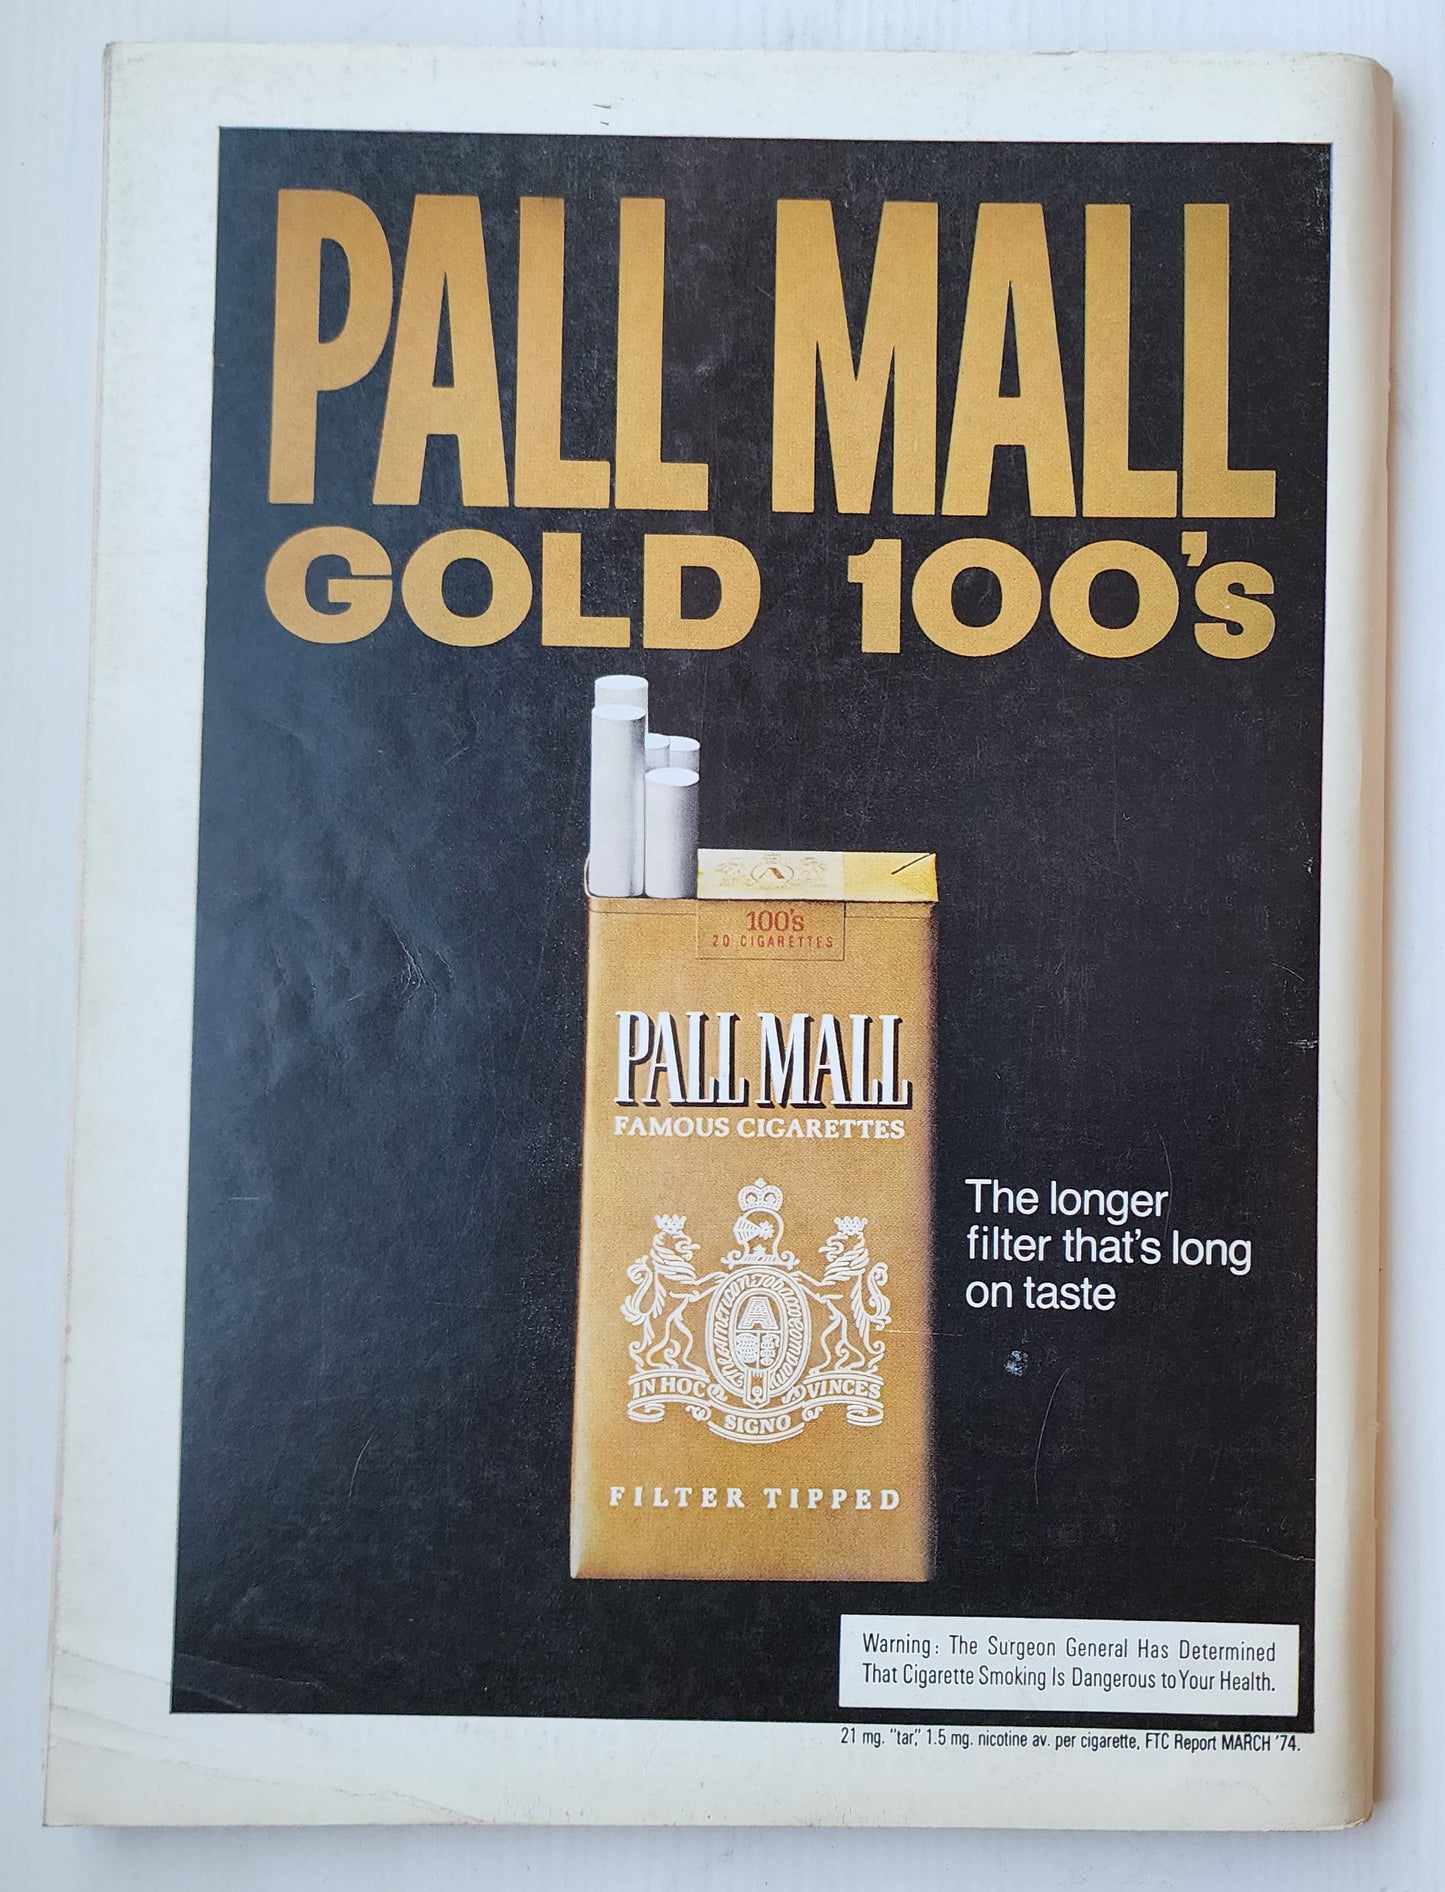 PALL MALL
GOLD 100's
100's
20 CIGARETTES
PALL MALL
FAMOUS CIGARETTES
IN HOC
SIGNO
VINCES
FILTER TIPPED
The longer
filter that's long
on taste
Warning: The Surgeon General Has Determined
That Cigarette Smoking Is Dangerous to Your Health.
21 mg. "tar", 1.5 mg. nicotine av. per cigarette, FTC Report MARCH '74.